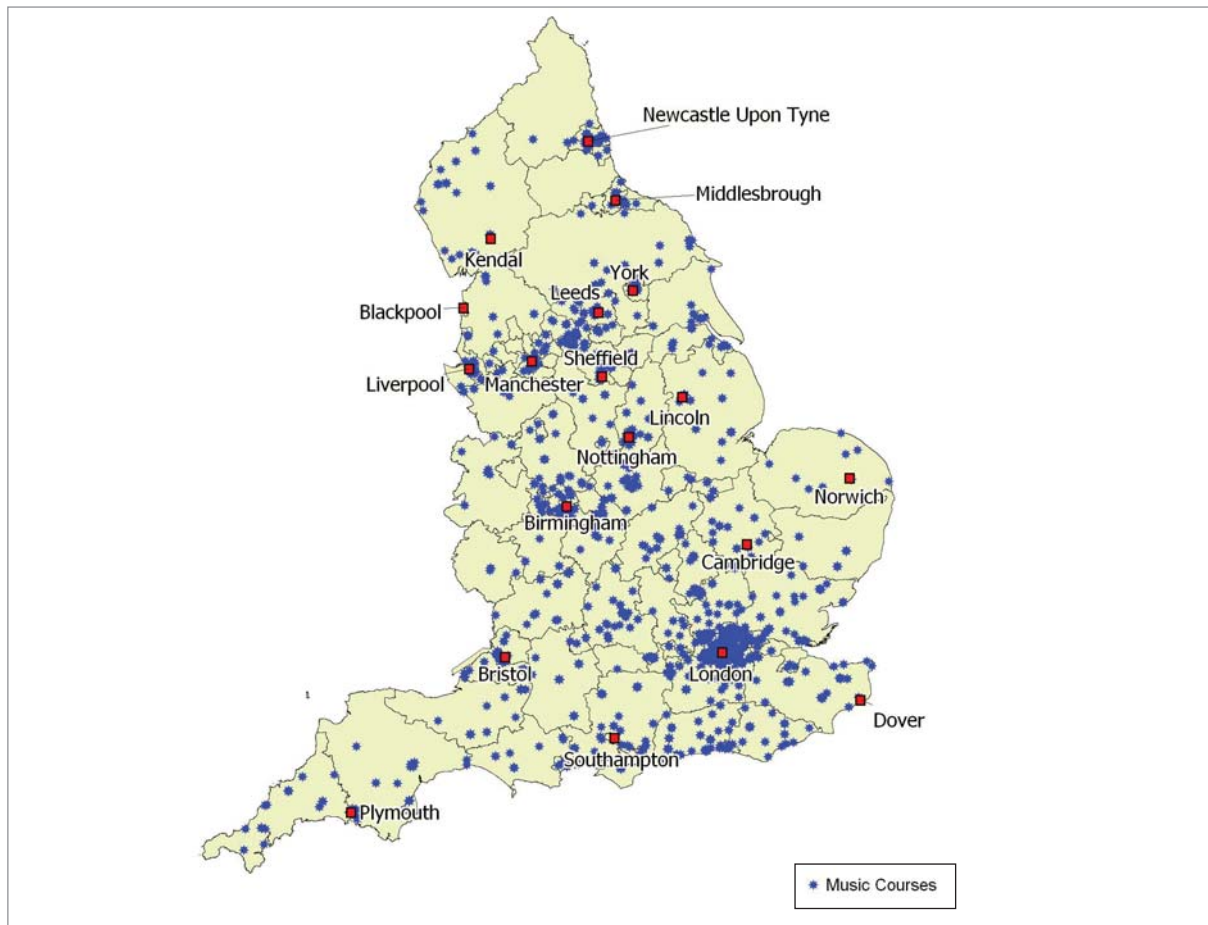 Newcastle Upon Tyne
Middlesbrough
Kendal
York
Leeds
Blackpool
Sheffield
Liverpool
Manchester
Lincoln
Nottingham
Norwich
Birmingham
Cambridge
Bristol
London
Dover
Southampton
Plymouth
Music Courses